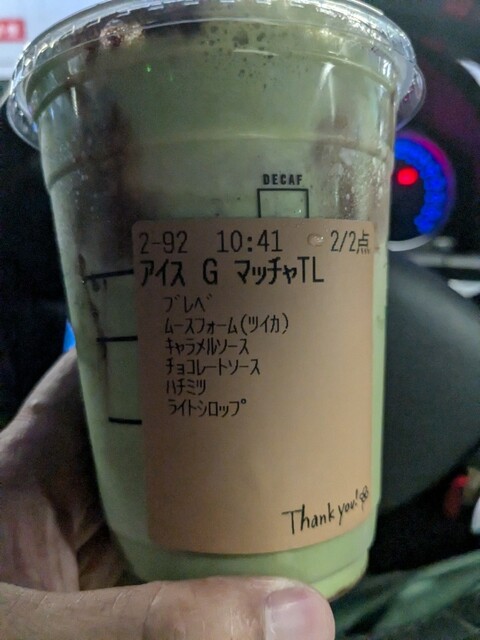 DECAF
2-92 10:41 2/2点
アイス G マッチャTL
ブレベ
ムースフォーム(ツイカ)
キャラメルソース
チョコレートソース
ハチミツ
ライトシロップ
Thank you!